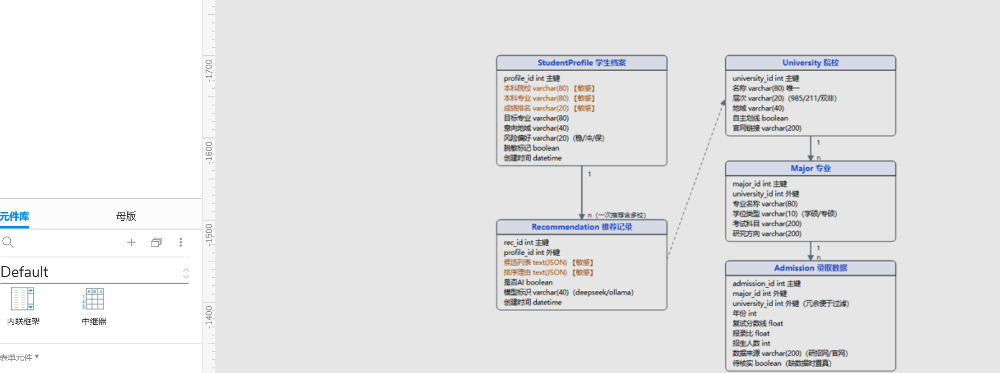 元件库
母版
Default
内联框架
中继器
表单元件
-1700
-1600
-1500
-1400
StudentProfile 学生档案
profile_id int 主键
本科院校 varchar(80) 【敏感】
本科专业 varchar(80) 【敏感】
成绩排名 varchar(20) 【敏感】
目标专业 varchar(80)
意向地域 varchar(40)
风险偏好 varchar(20)（稳/冲/保）
脱敏标记 boolean
创建时间 datetime
1
n（一次推荐含多校）
Recommendation 推荐记录
rec_id int 主键
profile_id int 外键
候选列表 text(JSON) 【敏感】
排序理由 text(JSON) 【敏感】
是否AI boolean
模型标识 varchar(40)（deepseek/ollama）
创建时间 datetime
University 院校
university_id int 主键
名称 varchar(80) 唯一
层次 varchar(20)（985/211/双非）
地域 varchar(40)
自主划线 boolean
官网链接 varchar(200)
1
n
Major 专业
major_id int 主键
university_id int 外键
专业名称 varchar(80)
学位类型 varchar(10)（学硕/专硕）
考试科目 varchar(200)
研究方向 varchar(200)
1
n
Admission 录取数据
admission_id int 主键
major_id int 外键
university_id int 外键（冗余便于过滤）
年份 int
复试分数线 float
报录比 float
招生人数 int
数据来源 varchar(200)（研招网/官网）
待核实 boolean（缺数据时置真）